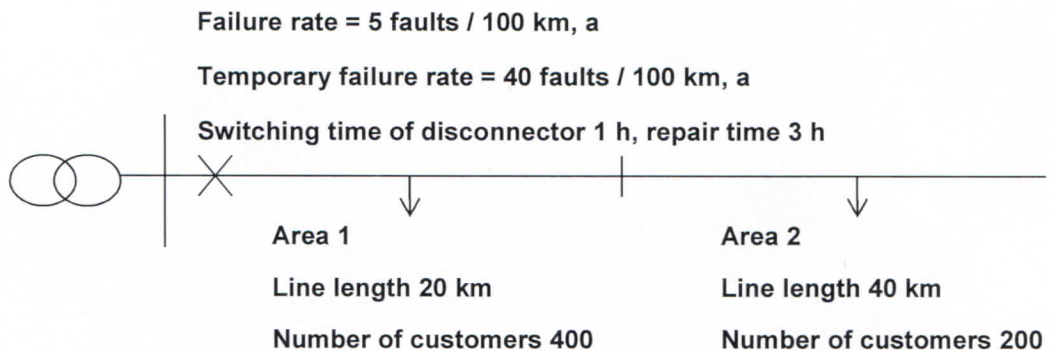 Failure rate = 5 faults / 100 km, a
Temporary failure rate = 40 faults / 100 km, a
Switching time of disconnector 1 h, repair time 3 h
Area 1
Line length 20 km
Number of customers 400
Area 2
Line length 40 km
Number of customers 200